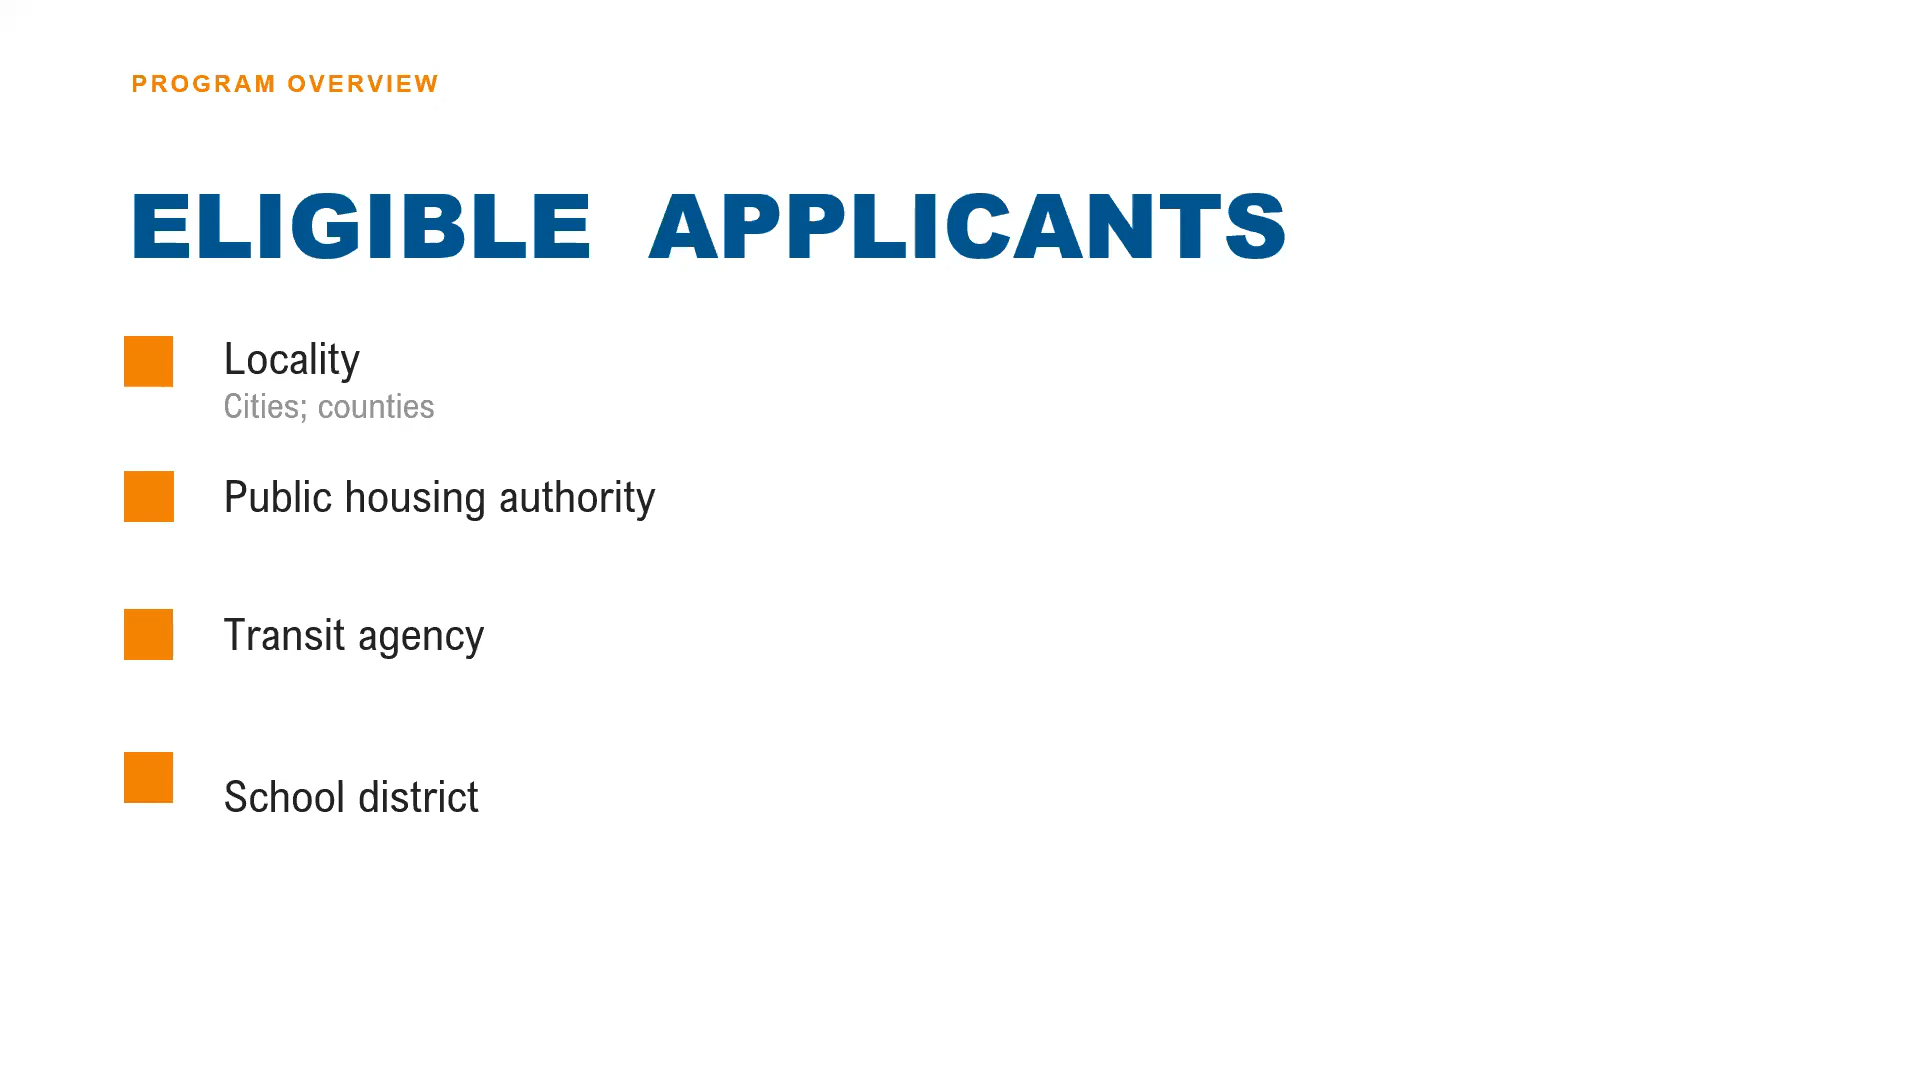 PROGRAM OVERVIEW
ELIGIBLE APPLICANTS
Locality
Cities; counties
Public housing authority
Transit agency
School district